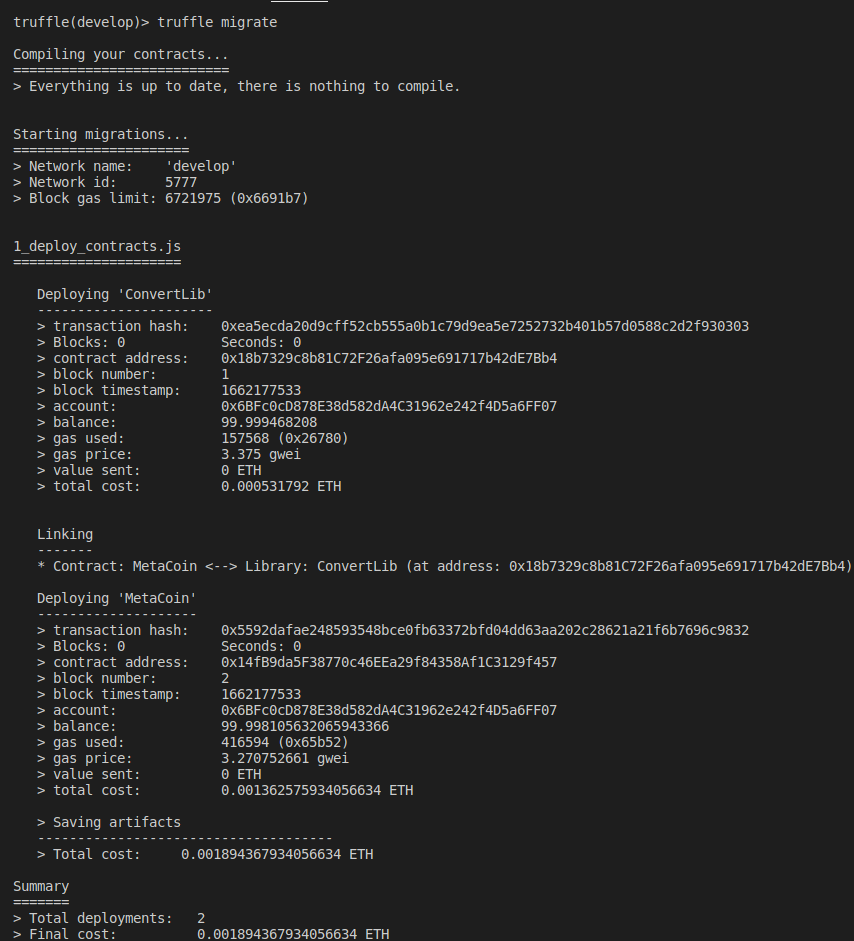 truffle(develop)> truffle migrate
Compiling your contracts...
===========================
> Everything is up to date, there is nothing to compile.
Starting migrations...
======================
> Network name:    'develop'
> Network id:      5777
> Block gas limit: 6721975 (0x6691b7)
1_deploy_contracts.js
=====================
   Deploying 'ConvertLib'
   ----------------------
   > transaction hash:    0xea5ecda20d9cff52cb555a0b1c79d9ea5e7252732b401b57d0588c2d2f930303
   > Blocks: 0            Seconds: 0
   > contract address:    0x18b7329c8b81C72F26afa095e691717b42dE7Bb4
   > block number:        1
   > block timestamp:     1662177533
   > account:             0x6BFc0cD878E38d582dA4C31962e242f4D5a6FF07
   > balance:             99.999468208
   > gas used:            157568 (0x26780)
   > gas price:           3.375 gwei
   > value sent:          0 ETH
   > total cost:          0.000531792 ETH
   Linking
   -------
   * Contract: MetaCoin <--> Library: ConvertLib (at address: 0x18b7329c8b81C72F26afa095e691717b42dE7Bb4)
   Deploying 'MetaCoin'
   --------------------
   > transaction hash:    0x5592dafae248593548bce0fb63372bfd04dd63aa202c28621a21f6b7696c9832
   > Blocks: 0            Seconds: 0
   > contract address:    0x14fB9da5F38770c46EEa29f84358Af1C3129f457
   > block number:        2
   > block timestamp:     1662177533
   > account:             0x6BFc0cD878E38d582dA4C31962e242f4D5a6FF07
   > balance:             99.998105632065943366
   > gas used:            416594 (0x65b52)
   > gas price:           3.270752661 gwei
   > value sent:          0 ETH
   > total cost:          0.001362575934056634 ETH
   > Saving artifacts
   -------------------------------------
   > Total cost:     0.001894367934056634 ETH
Summary
=======
> Total deployments:   2
> Final cost:          0.001894367934056634 ETH